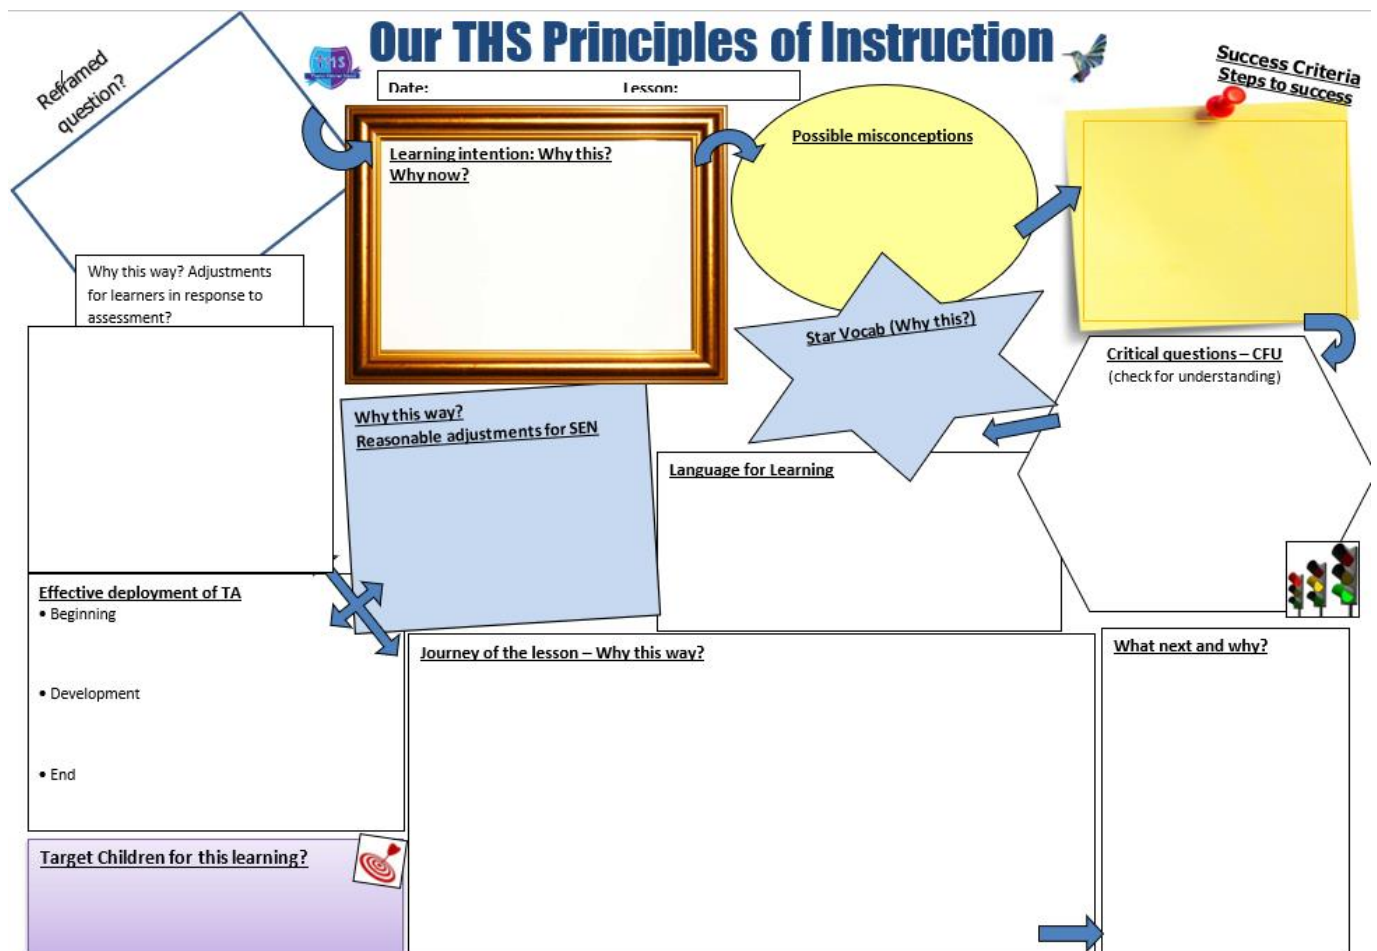 Our THS Principles of Instruction
THS
Date: Lesson:
Reframed
question?
Learning intention: Why this?
Why now?
Possible misconceptions
Success Criteria
Steps to success
Why this way? Adjustments
for learners in response to
assessment?
Star Vocab (Why this?)
Critical questions – CFU
(check for understanding)
Why this way?
Reasonable adjustments for SEN
Language for Learning
Effective deployment of TA
• Beginning
• Development
• End
Journey of the lesson – Why this way?
What next and why?
Target Children for this learning?